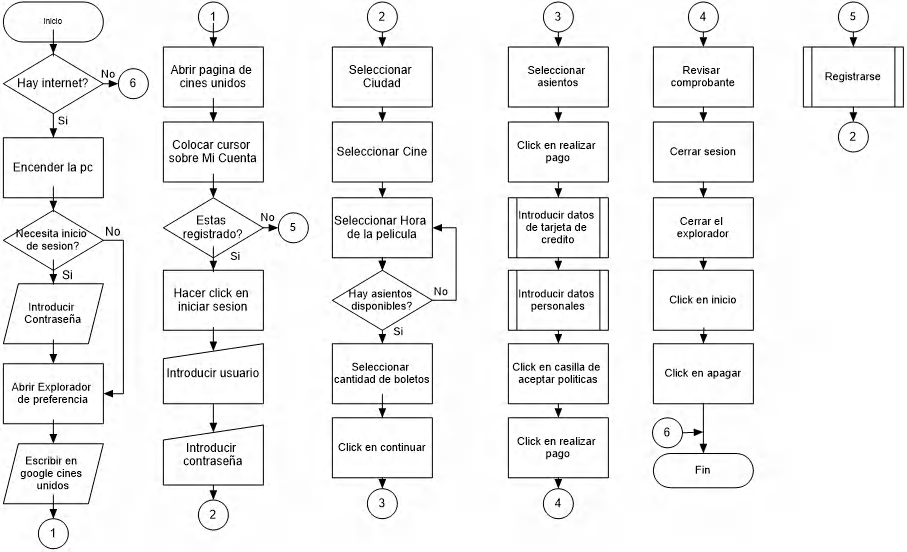 Inicio
Hay internet?
No
6
Si
Encender la pc
Necesita inicio
de sesion?
No
Si
Introducir
Contraseña
Abrir Explorador
de preferencia
Escribir en
google cines
unidos
1
1
Abrir pagina de
cines unidos
Colocar cursor
sobre Mi Cuenta
Estas
registrado?
No
5
Si
Hacer click en
iniciar sesion
Introducir usuario
Introducir
contraseña
2
2
Seleccionar
Ciudad
Seleccionar Cine
Seleccionar Hora
de la pelicula
Hay asientos
disponibles?
No
Si
Seleccionar
cantidad de boletos
Click en continuar
3
3
Seleccionar
asientos
Click en realizar
pago
Introducir datos
de tarjeta de
credito
Introducir datos
personales
Click en casilla de
aceptar politicas
Click en realizar
pago
4
4
Revisar
comprobante
Cerrar sesion
Cerrar el
explorador
Click en inicio
Click en apagar
6
Fin
5
Registrarse
2